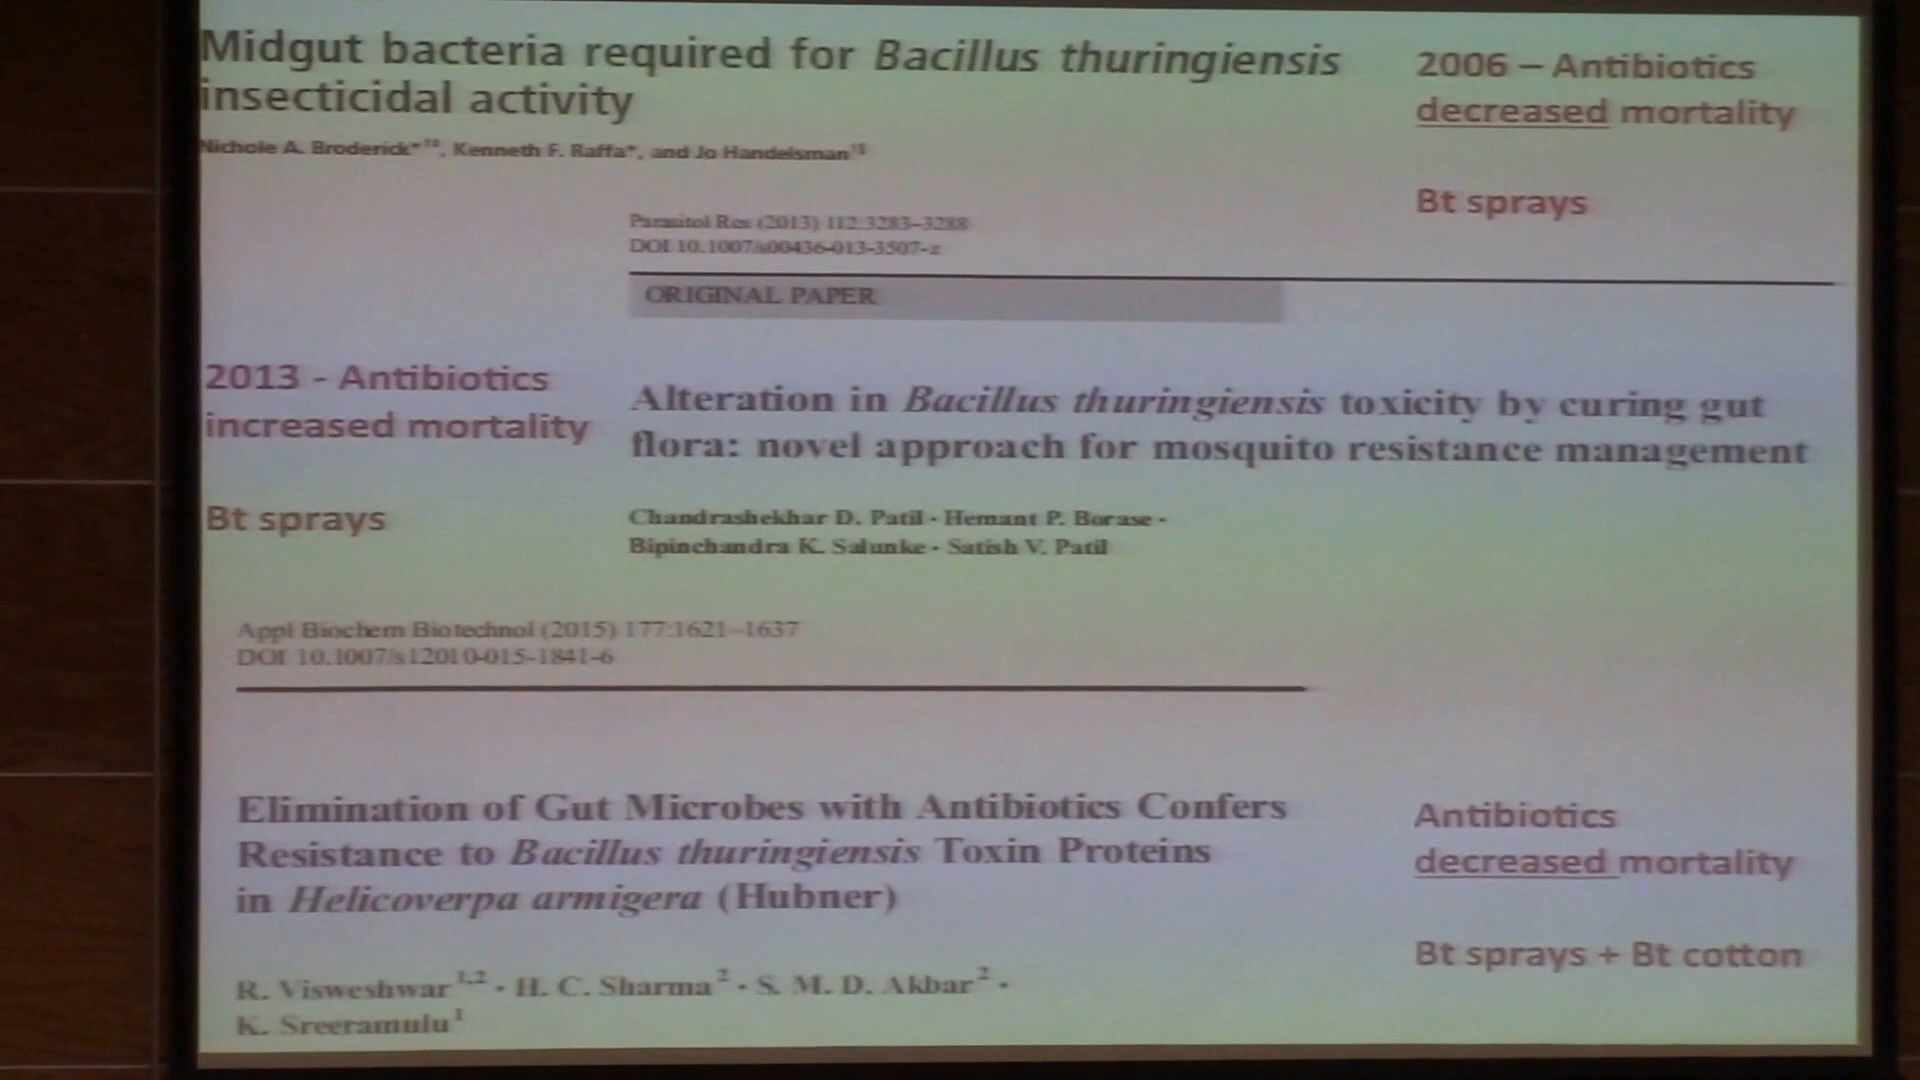 Midgut bacteria required for Bacillus thuringiensis
insecticidal activity
Nichole A. Broderick*†‡, Kenneth F. Raffa*, and Jo Handelsman†§
2006 – Antibiotics
decreased mortality
Bt sprays
Parasitol Res (2013) 112:3283–3288
DOI 10.1007/s00436-013-3507-z
ORIGINAL PAPER
2013 - Antibiotics
increased mortality
Bt sprays
Alteration in Bacillus thuringiensis toxicity by curing gut
flora: novel approach for mosquito resistance management
Chandrashekhar D. Patil · Hemant P. Borase ·
Bipinchandra K. Salunke · Satish V. Patil
Appl Biochem Biotechnol (2015) 177:1621–1637
DOI 10.1007/s12010-015-1841-6
Elimination of Gut Microbes with Antibiotics Confers
Resistance to Bacillus thuringiensis Toxin Proteins
in Helicoverpa armigera (Hubner)
R. Visweshwar 1,2 · H. C. Sharma 2 · S. M. D. Akbar 2 ·
K. Sreeramulu 1
Antibiotics
decreased mortality
Bt sprays + Bt cotton